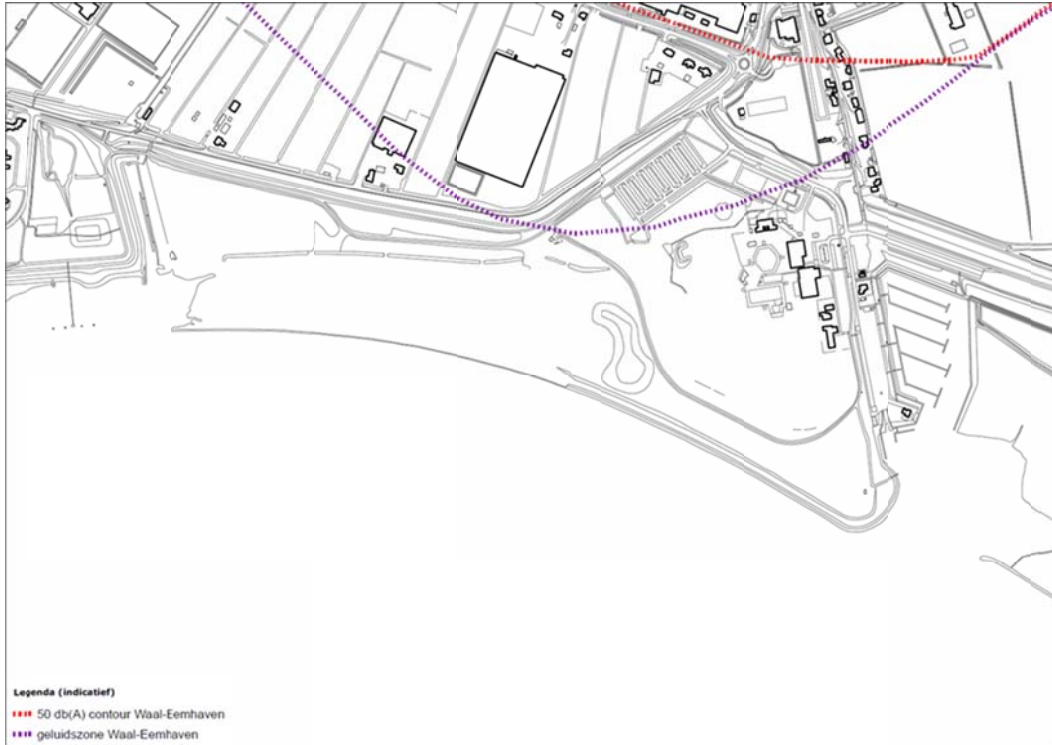 Legenda (indicatief)
50 db(A) contour Waal-Eemhaven
geluidszone Waal-Eemhaven